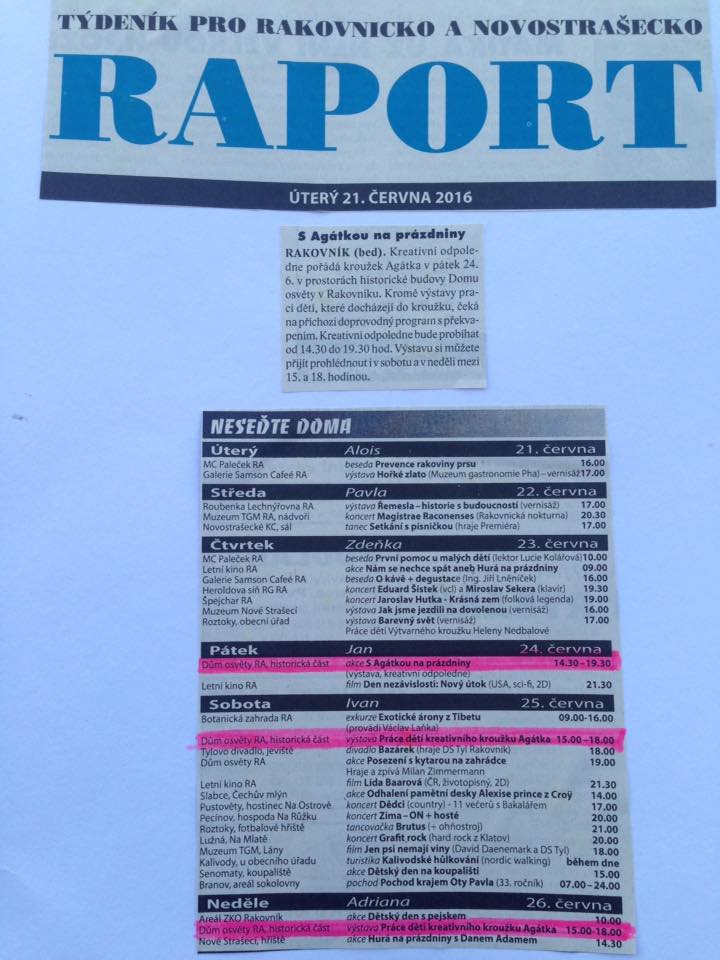 TÝDENÍK PRO RAKOVNICKO A NOVOSTRAŠECKO
RAPORT
ÚTERÝ 21. ČERVNA 2016
S Agátkou na prázdniny
RAKOVNÍK (bed). Kreativní odpole-
dne pořádá kroužek Agátka v pátek 24.
6. v prostorách historické budovy Domu
osvěty v Rakovníku. Kromě výstavy pra-
cí dětí, které docházejí do kroužku, čeká
na příchozí doprovodný program s překva-
pením. Kreativní odpoledne bude probíhat
od 14.30 do 19.30 hod. Výstavu si můžete
přijít prohlédnout i v sobotu a v neděli mezi
15. a 18. hodinou.
NESEĎTE DOMA
Úterý Alois 21. června
MC Paleček RA beseda Prevence rakoviny prsu 16.00
Galerie Samson Cafeé RA výstava Hořké zlato (Muzeum gastronomie Pha) – vernisáž 17.00
Středa Pavla 22. června
Roubenka Lechnýřovna RA výstava Řemesla – historie s budoucností (vernisáž) 17.00
Muzeum TGM RA, nádvoří koncert Magistrae Raconenses (Rakovnická nokturna) 20.30
Novostrašecké KC, sál tanec Setkání s písničkou (hraje Premiéra) 17.00
Čtvrtek Zdeňka 23. června
MC Paleček RA beseda První pomoc u malých dětí (lektor Lucie Kolářová) 10.00
Letní kino RA akce Nám se nechce spát aneb Hurá na prázdniny 09.00
Galerie Samson Cafeé RA beseda O kávě + degustace (Ing. Jiří Lněníček) 16.00
Heroldova síň RG RA koncert Eduard Šístek (vcl) a Miroslav Sekera (klavír) 19.30
Špejchar RA koncert Jaroslav Hutka - Krásná zem (folková legenda) 19.00
Muzeum Nové Strašecí výstava Jak jsme jezdili na dovolenou (vernisáž) 16.00
Roztoky, obecní úřad výstava Barevný svět (vernisáž) 17.00
Práce dětí Výtvarného kroužku Heleny Nedbalové
Pátek Jan 24. června
Dům osvěty RA, historická část akce S Agátkou na prázdniny 14.30 – 19.30
(výstava, kreativní odpoledne)
Letní kino RA film Den nezávislosti: Nový útok (USA, sci-fi, 2D) 21.30
Sobota Ivan 25. června
Botanická zahrada RA exkurze Exotické árony z Tibetu 09.00-16.00
(provádí Václav Laňka)
Dům osvěty RA, historická část výstava Práce dětí kreativního kroužku Agátka 15.00 – 18.00
Tylovo divadlo, jeviště divadlo Bazárek (hraje DS Tyl Rakovník) 18.00
Dům osvěty RA akce Posezení s kytarou na zahrádce 19.00
Hraje a zpívá Milan Zimmermann
Letní kino RA film Lída Baarová (ČR, životopisný, 2D) 21.30
Slabce, Čechův mlýn akce Odhalení pamětní desky Alexise prince z Croÿ 14.00
Pustověty, hostinec Na Ostrově koncert Dědci (country) - 11 večerů s Bakalářem 17.00
Pecínov, hospoda Na Růžku koncert Zima – ON + hosté 20.00
Roztoky, fotbalové hřiště tancovačka Brutus (+ ohňostroj) 21.00
Lužná, Na Mlatě koncert Grafit rock (hard rock z Klatov) 20.00
Muzeum TGM, Lány film Jen psi nemají viny (David Daenemark a DS Tyl) 18.00
Kalivody, u obecního úřadu turistika Kalivodské hůlkování (nordic walking) během dne
Senomaty, koupaliště akce Dětský den na koupališti 15.00
Branov, areál sokolovny pochod Pochod krajem Oty Pavla (33. ročník) 07.00 – 24.00
Neděle Adriana 26. června
Areál ZKO Rakovník akce Dětský den s pejskem 10.00
Dům osvěty RA, historická část výstava Práce dětí kreativního kroužku Agátka 15.00-18.00
Nové Strašecí, hřiště akce Hurá na prázdniny s Danem Adamem 14.30